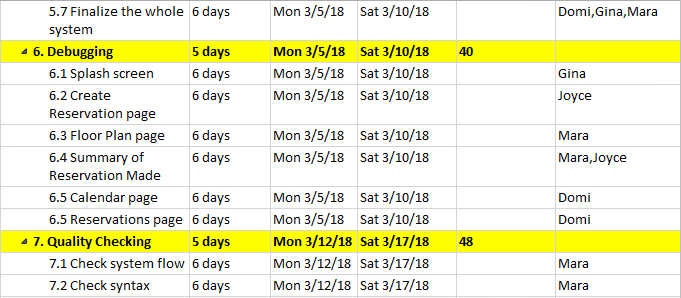 5.7 Finalize the whole system 6 days Mon 3/5/18 Sat 3/10/18 Domi,Gina,Mara
6. Debugging 5 days Mon 3/5/18 Sat 3/10/18 40
6.1 Splash screen 6 days Mon 3/5/18 Sat 3/10/18 Gina
6.2 Create Reservation page 6 days Mon 3/5/18 Sat 3/10/18 Joyce
6.3 Floor Plan page 6 days Mon 3/5/18 Sat 3/10/18 Mara
6.4 Summary of Reservation Made 6 days Mon 3/5/18 Sat 3/10/18 Mara,Joyce
6.5 Calendar page 6 days Mon 3/5/18 Sat 3/10/18 Domi
6.5 Reservations page 6 days Mon 3/5/18 Sat 3/10/18 Domi
7. Quality Checking 5 days Mon 3/12/18 Sat 3/17/18 48
7.1 Check system flow 6 days Mon 3/12/18 Sat 3/17/18 Mara
7.2 Check syntax 6 days Mon 3/12/18 Sat 3/17/18 Mara